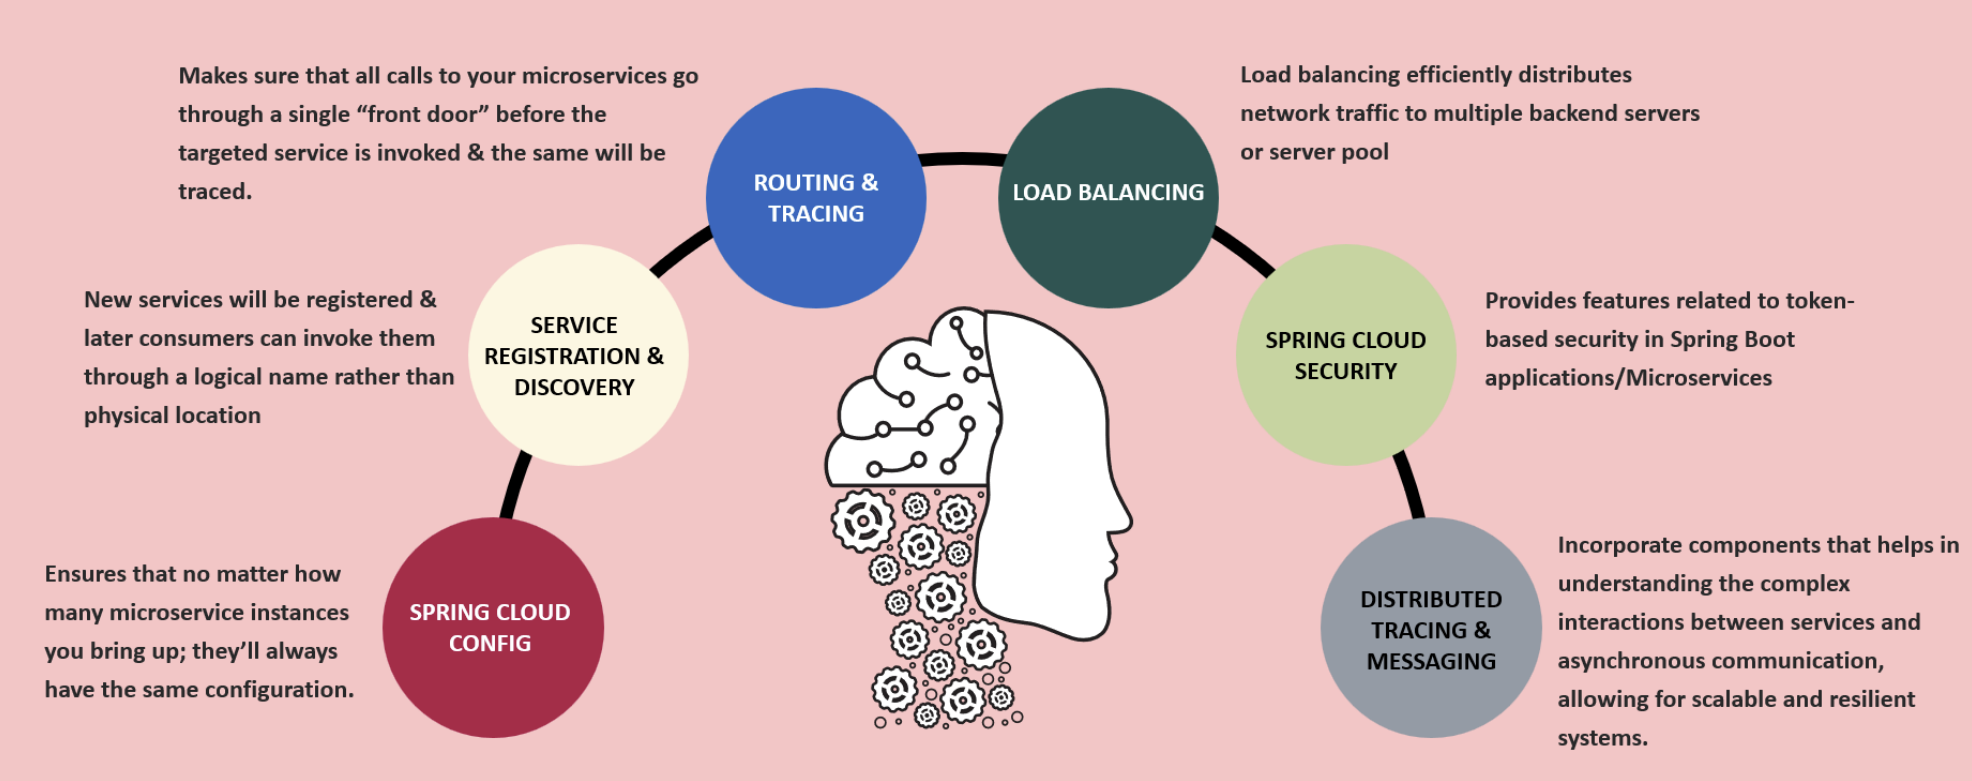 Makes sure that all calls to your microservices go
through a single “front door” before the
targeted service is invoked & the same will be
traced.
ROUTING &
TRACING
LOAD BALANCING
Load balancing efficiently distributes
network traffic to multiple backend servers
or server pool
New services will be registered &
later consumers can invoke them
through a logical name rather than
physical location
SERVICE
REGISTRATION &
DISCOVERY
SPRING CLOUD
SECURITY
Provides features related to token-
based security in Spring Boot
applications/Microservices
Ensures that no matter how
many microservice instances
you bring up; they’ll always
have the same configuration.
SPRING CLOUD
CONFIG
DISTRIBUTED
TRACING &
MESSAGING
Incorporate components that helps in
understanding the complex
interactions between services and
asynchronous communication,
allowing for scalable and resilient
systems.